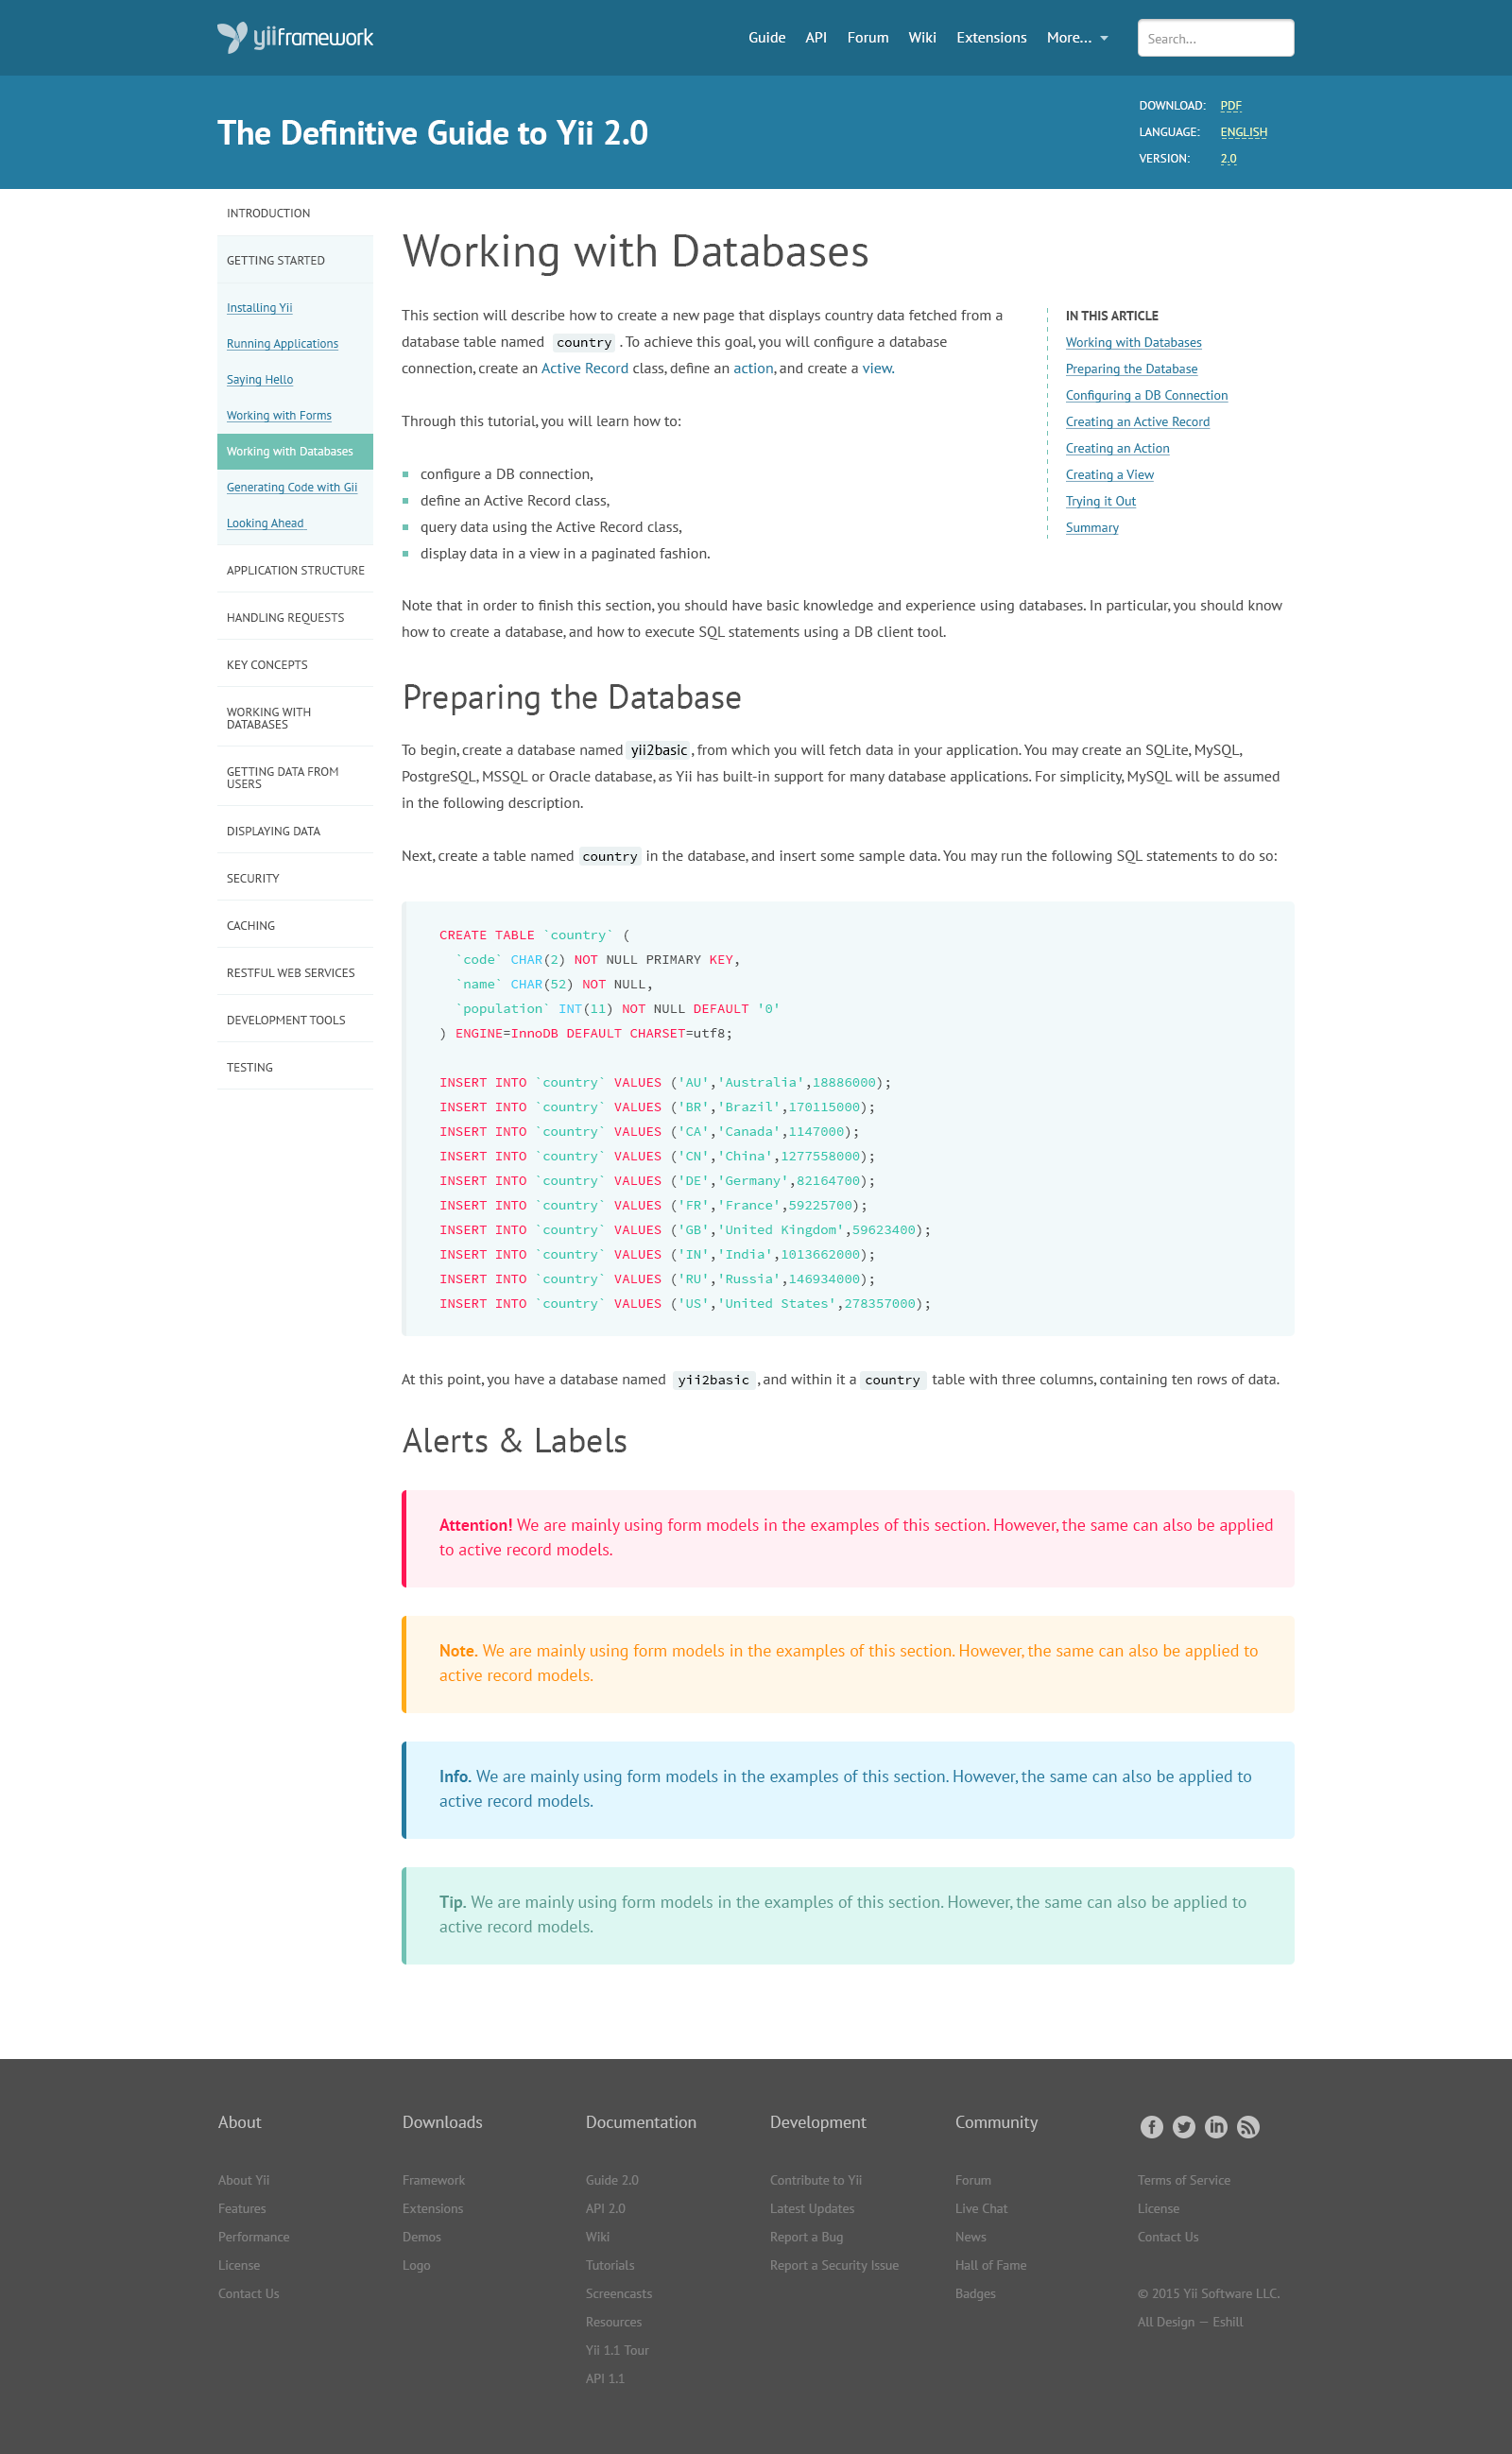 yiiframework
Guide API Forum Wiki Extensions More...
Search...
The Definitive Guide to Yii 2.0
DOWNLOAD: PDF
LANGUAGE: ENGLISH
VERSION: 2.0
INTRODUCTION
GETTING STARTED
Installing Yii
Running Applications
Saying Hello
Working with Forms
Working with Databases
Generating Code with Gii
Looking Ahead
APPLICATION STRUCTURE
HANDLING REQUESTS
KEY CONCEPTS
WORKING WITH
DATABASES
GETTING DATA FROM
USERS
DISPLAYING DATA
SECURITY
CACHING
RESTFUL WEB SERVICES
DEVELOPMENT TOOLS
TESTING
Working with Databases
This section will describe how to create a new page that displays country data fetched from a
database table named country . To achieve this goal, you will configure a database
connection, create an Active Record class, define an action, and create a view.
Through this tutorial, you will learn how to:
configure a DB connection,
define an Active Record class,
query data using the Active Record class,
display data in a view in a paginated fashion.
IN THIS ARTICLE
Working with Databases
Preparing the Database
Configuring a DB Connection
Creating an Active Record
Creating an Action
Creating a View
Trying it Out
Summary
Note that in order to finish this section, you should have basic knowledge and experience using databases. In particular, you should know
how to create a database, and how to execute SQL statements using a DB client tool.
Preparing the Database
To begin, create a database named yii2basic , from which you will fetch data in your application. You may create an SQLite, MySQL,
PostgreSQL, MSSQL or Oracle database, as Yii has built-in support for many database applications. For simplicity, MySQL will be assumed
in the following description.
Next, create a table named country in the database, and insert some sample data. You may run the following SQL statements to do so:
CREATE TABLE `country` (
`code` CHAR(2) NOT NULL PRIMARY KEY,
`name` CHAR(52) NOT NULL,
`population` INT(11) NOT NULL DEFAULT '0'
) ENGINE=InnoDB DEFAULT CHARSET=utf8;
INSERT INTO `country` VALUES ('AU','Australia',18886000);
INSERT INTO `country` VALUES ('BR','Brazil',170115000);
INSERT INTO `country` VALUES ('CA','Canada',1147000);
INSERT INTO `country` VALUES ('CN','China',1277558000);
INSERT INTO `country` VALUES ('DE','Germany',82164700);
INSERT INTO `country` VALUES ('FR','France',59225700);
INSERT INTO `country` VALUES ('GB','United Kingdom',59623400);
INSERT INTO `country` VALUES ('IN','India',1013662000);
INSERT INTO `country` VALUES ('RU','Russia',146934000);
INSERT INTO `country` VALUES ('US','United States',278357000);
At this point, you have a database named yii2basic , and within it a country table with three columns, containing ten rows of data.
Alerts & Labels
Attention! We are mainly using form models in the examples of this section. However, the same can also be applied
to active record models.
Note. We are mainly using form models in the examples of this section. However, the same can also be applied to
active record models.
Info. We are mainly using form models in the examples of this section. However, the same can also be applied to
active record models.
Tip. We are mainly using form models in the examples of this section. However, the same can also be applied to
active record models.
About
About Yii
Features
Performance
License
Contact Us
Downloads
Framework
Extensions
Demos
Logo
Documentation
Guide 2.0
API 2.0
Wiki
Tutorials
Screencasts
Resources
Yii 1.1 Tour
API 1.1
Development
Contribute to Yii
Latest Updates
Report a Bug
Report a Security Issue
Community
Forum
Live Chat
News
Hall of Fame
Badges
f in
Terms of Service
License
Contact Us
© 2015 Yii Software LLC.
All Design — Eshill